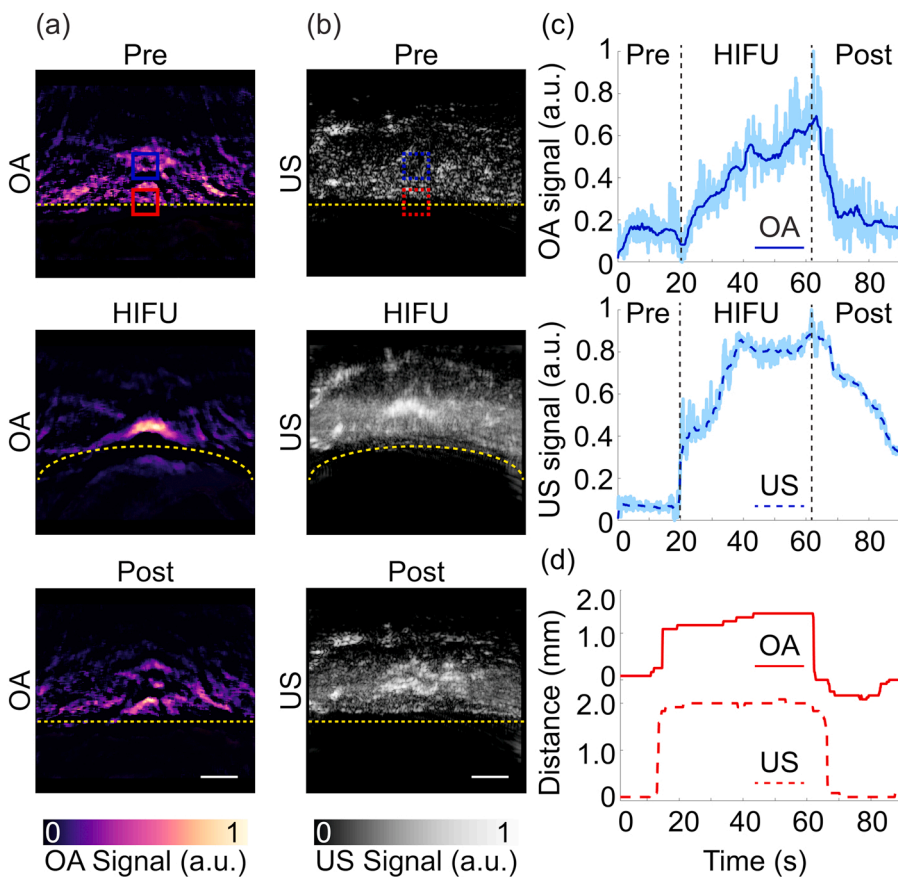 (a)
(b)
(c)
Pre
Pre
OA
US
HIFU
HIFU
OA
US
Post
Post
OA
US
0 1
OA Signal (a.u.)
0 1
US Signal (a.u.)
Pre HIFU Post
OA signal (a.u.)
1
0.8
0.6
0.4
0.2
0
OA
0 20 40 60 80
Pre HIFU Post
US signal (a.u.)
1
0.8
0.6
0.4
0.2
0
US
0 20 40 60 80
(d)
Distance (mm)
2.0
1.0
0
OA
2.0
1.0
0
US
0 20 40 60 80
Time (s)